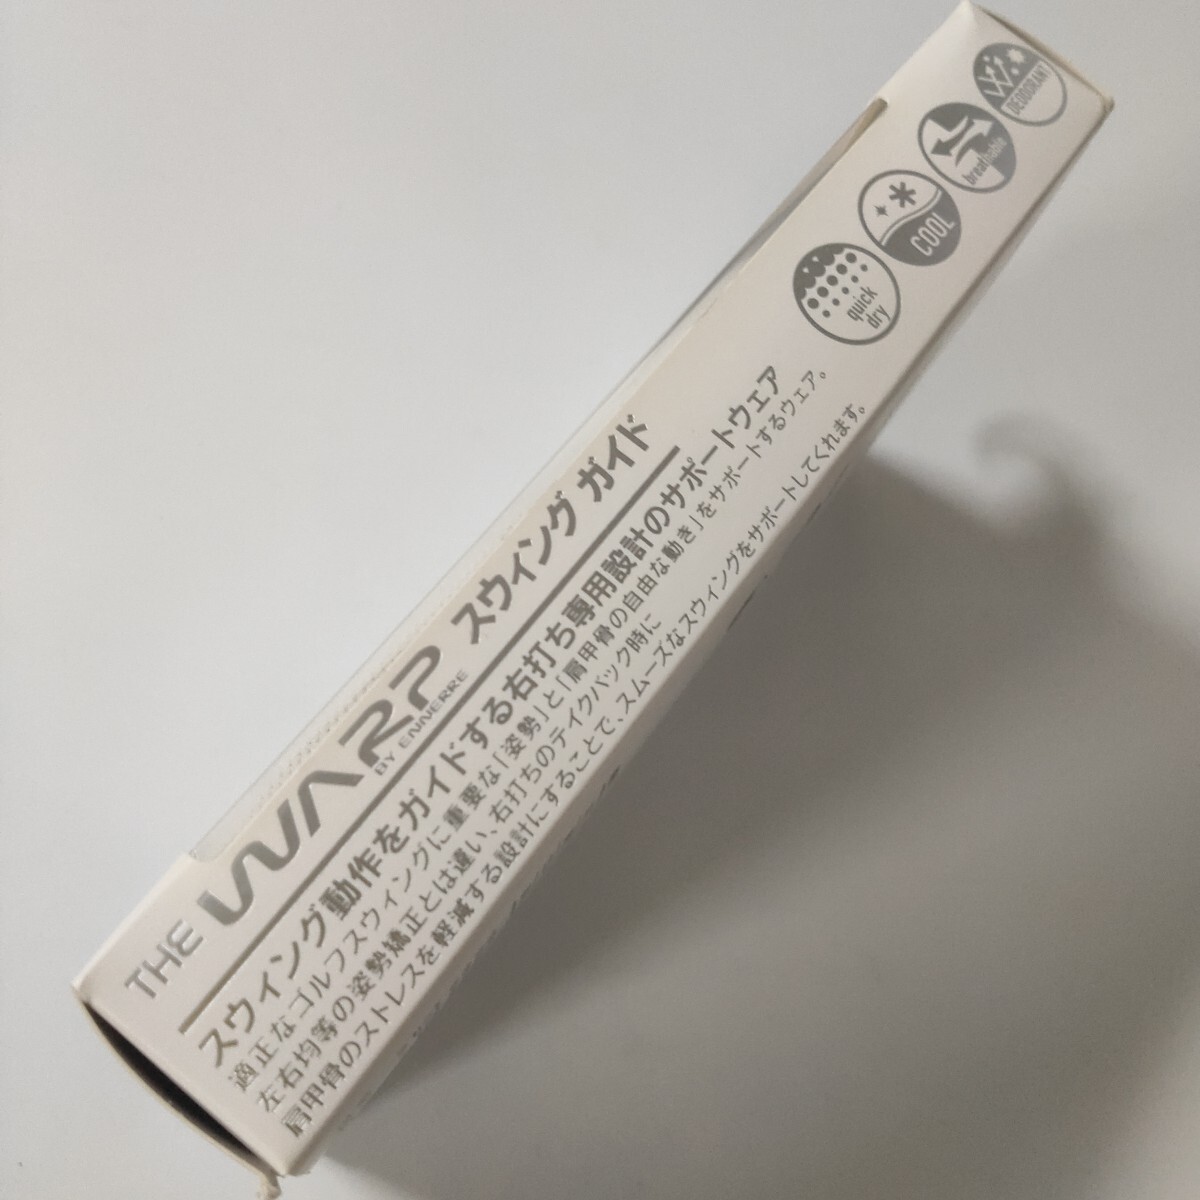 THE WARP スウィング ガイド
BY ENNERRE
スウィング動作をガイドする右打ち専用設計のサポートウェア
適正なゴルフスウィングに重要な「姿勢」と「肩甲骨の自由な動き」をサポートするウェア。
左右均等の姿勢矯正とは違い、右打ちのテイクバック時に
肩甲骨のストレスを軽減する設計にすることで、スムーズなスウィングをサポートしてくれます。
quick dry
COOL
breathable
DEODORANT